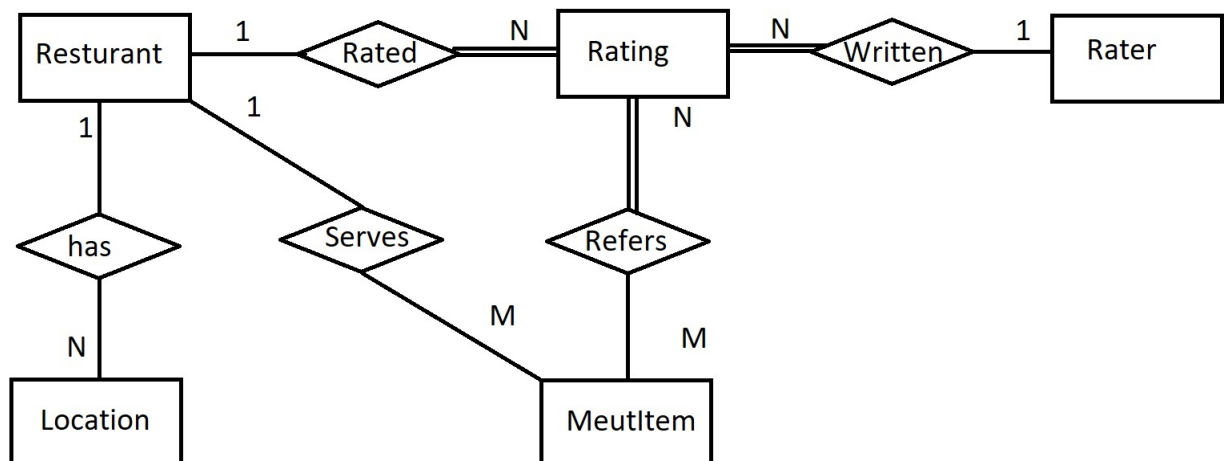 Resturant
1
Rated
N
Rating
N
Written
1
Rater
1
1
N
has
Serves
Refers
N
M
M
Location
MeutItem